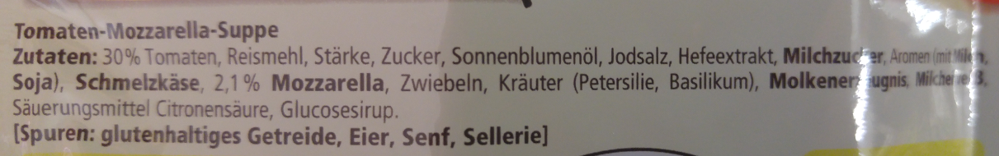 Tomaten-Mozzarella-Suppe
Zutaten: 30% Tomaten, Reismehl, Stärke, Zucker, Sonnenblumenöl, Jodsalz, Hefeextrakt, Milchzucker, Aromen (mit Milch,
Soja), Schmelzkäse, 2,1% Mozzarella, Zwiebeln, Kräuter (Petersilie, Basilikum), Molkenerzeugnis,
Säuerungsmittel Citronensäure, Glucosesirup.
[Spuren: glutenhaltiges Getreide, Eier, Senf, Sellerie]